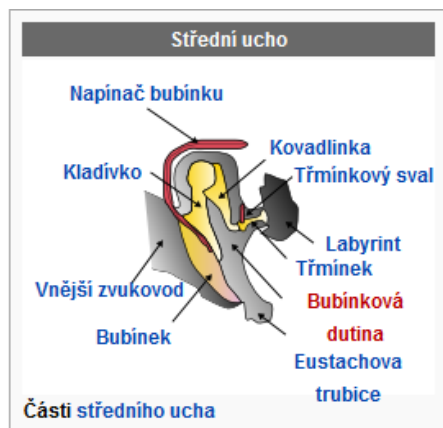 Střední ucho
Napínač bubínku
Kovadlinka
Kladívko
Třmínkový sval
Labyrint
Třmínek
Vnější zvukovod
Bubínková
dutina
Bubínek
Eustachova
trubice
Části středního ucha